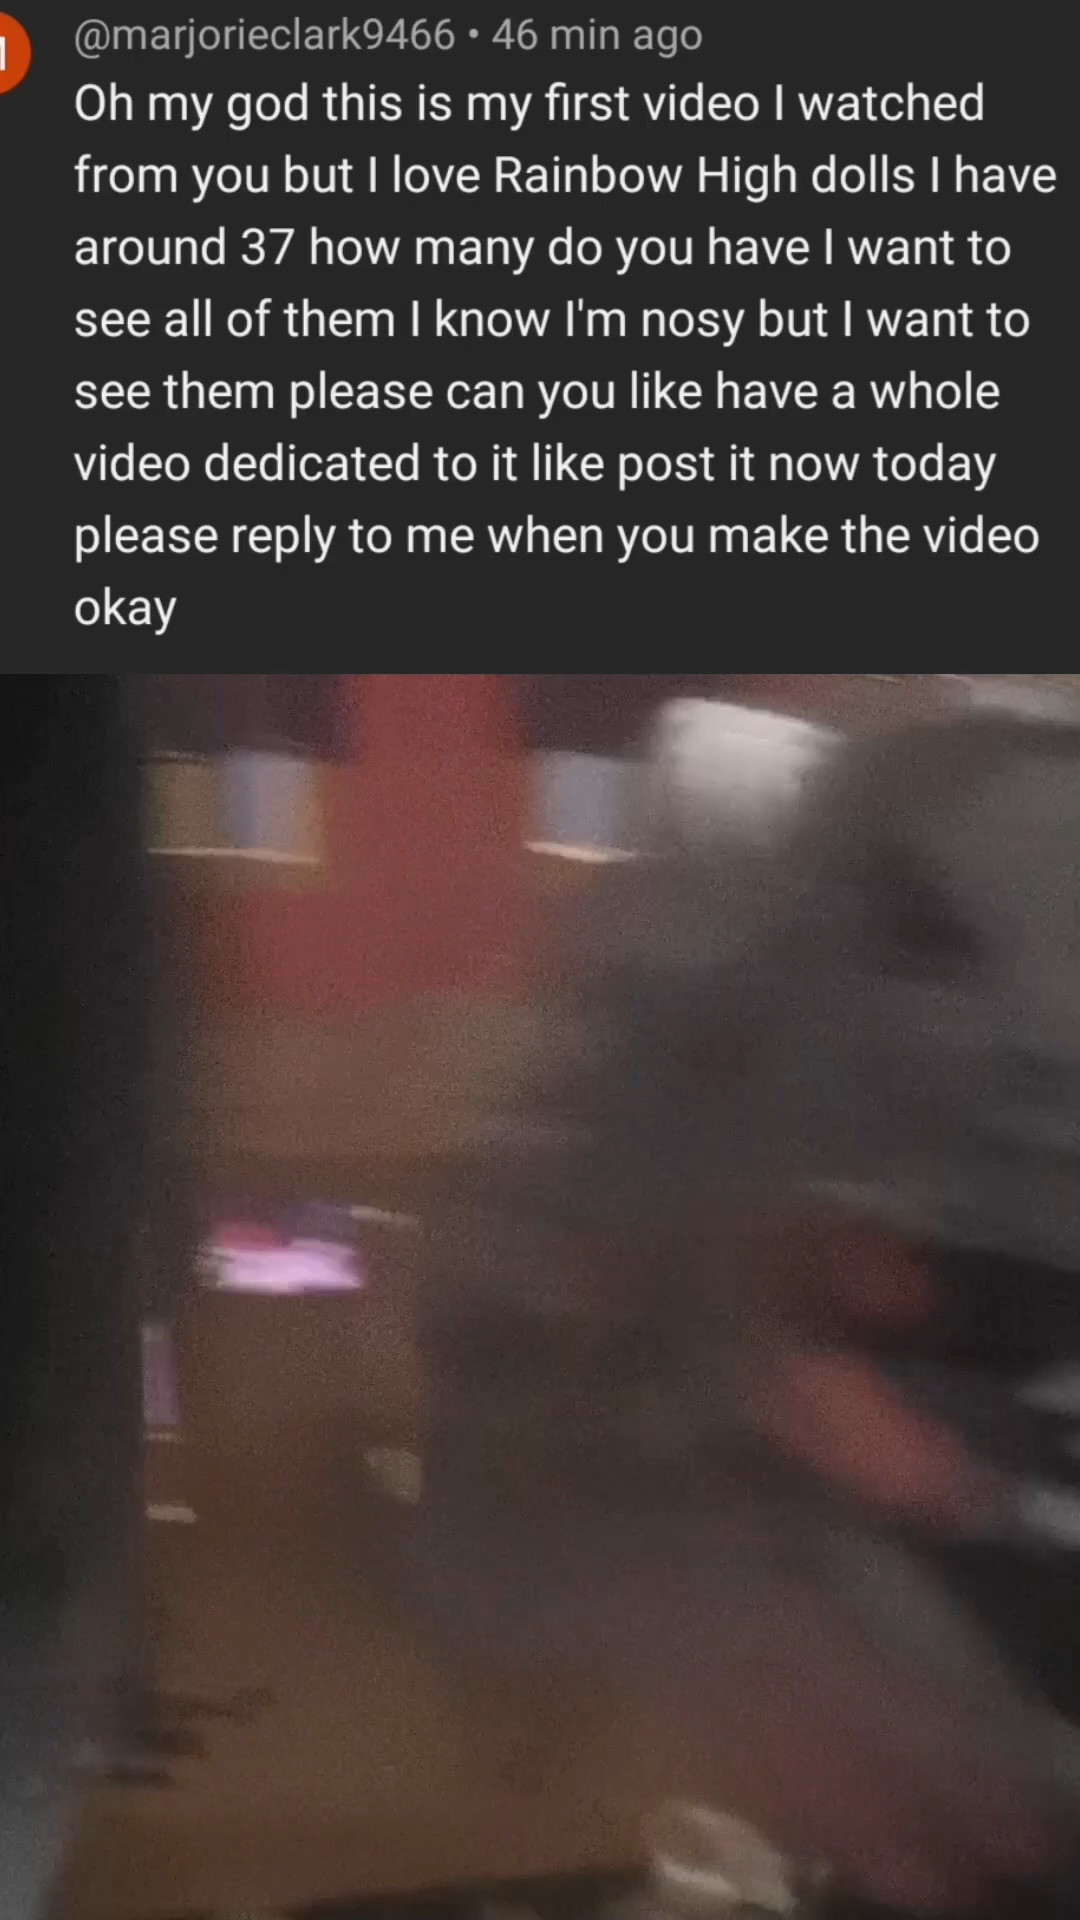 @marjorieclark9466 • 46 min ago
Oh my god this is my first video I watched
from you but I love Rainbow High dolls I have
around 37 how many do you have I want to
see all of them I know I'm nosy but I want to
see them please can you like have a whole
video dedicated to it like post it now today
please reply to me when you make the video
okay